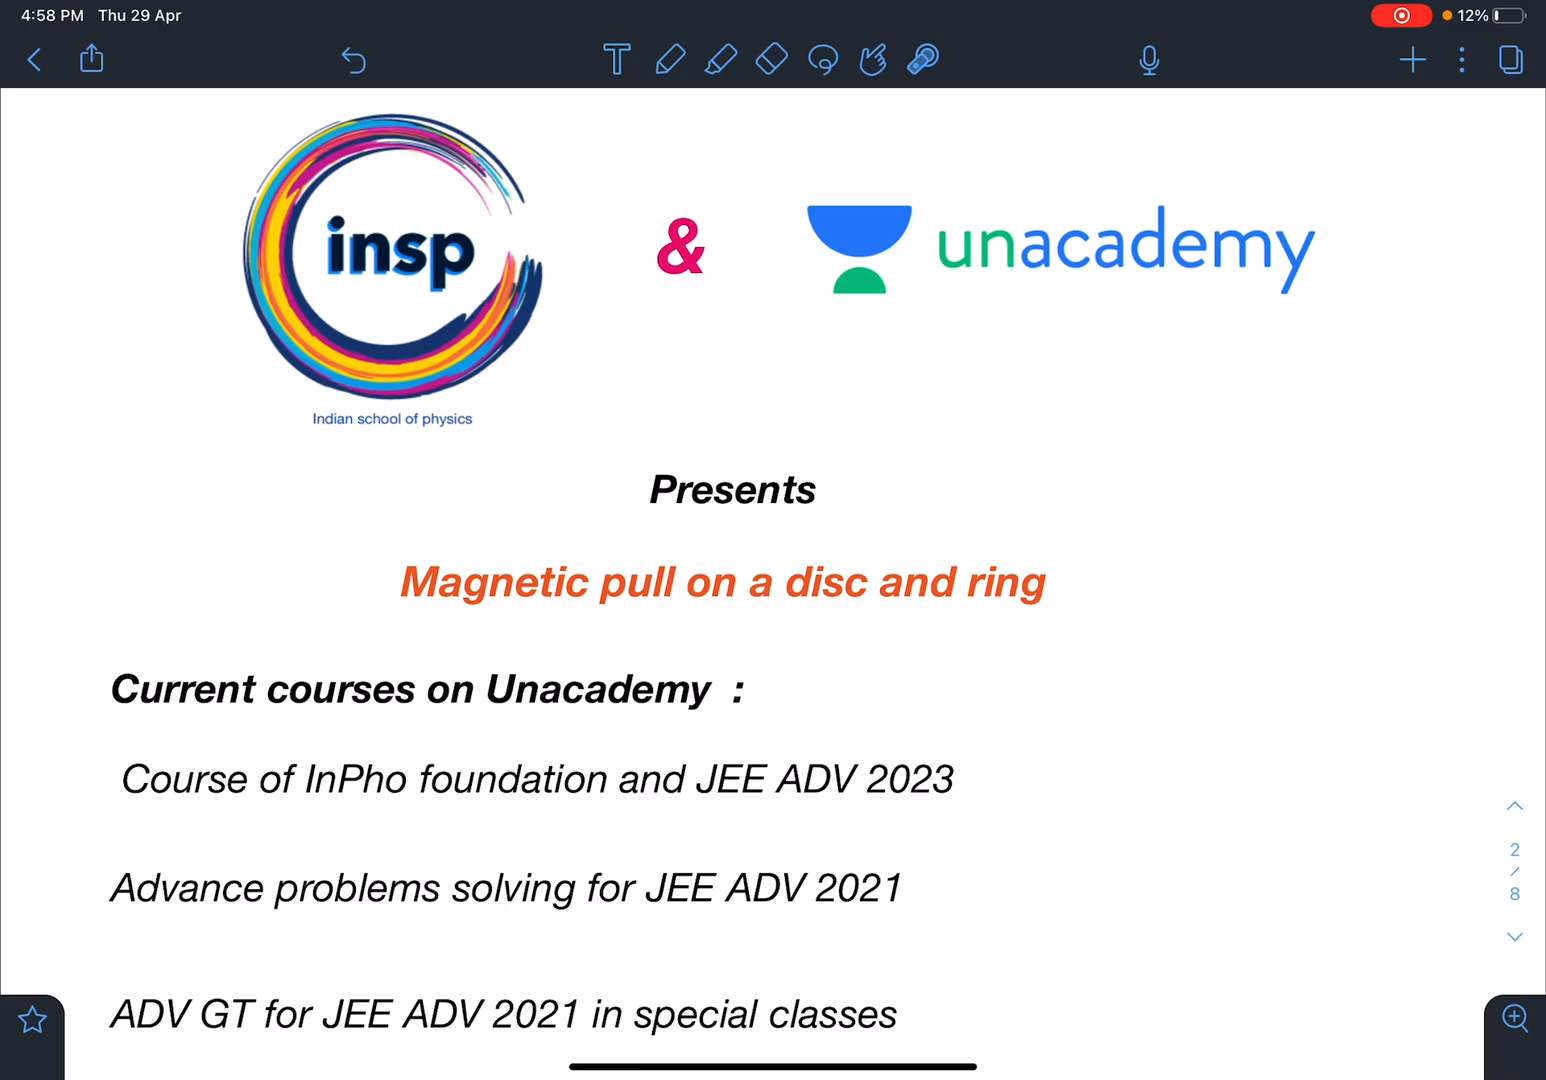 4:58 PM Thu 29 Apr
12%
insp
&
unacademy
Indian school of physics
Presents
Magnetic pull on a disc and ring
Current courses on Unacademy :
Course of InPho foundation and JEE ADV 2023
2
/
8
Advance problems solving for JEE ADV 2021
ADV GT for JEE ADV 2021 in special classes